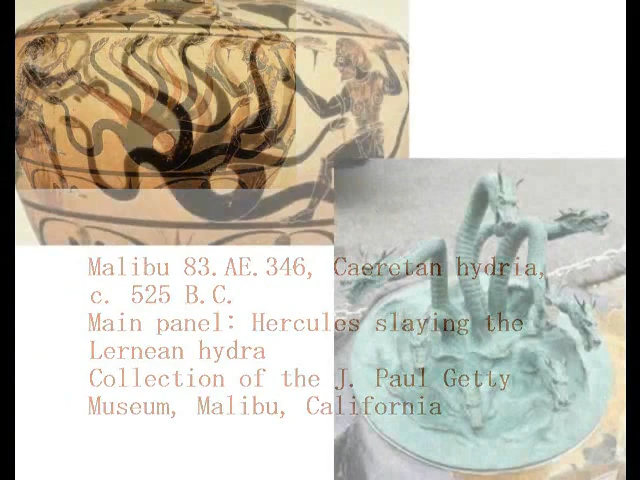 Malibu 83.AE.346, Caeretan hydria,
c. 525 B.C.
Main panel: Hercules slaying the
Lernean hydra
Collection of the J. Paul Getty
Museum, Malibu, California